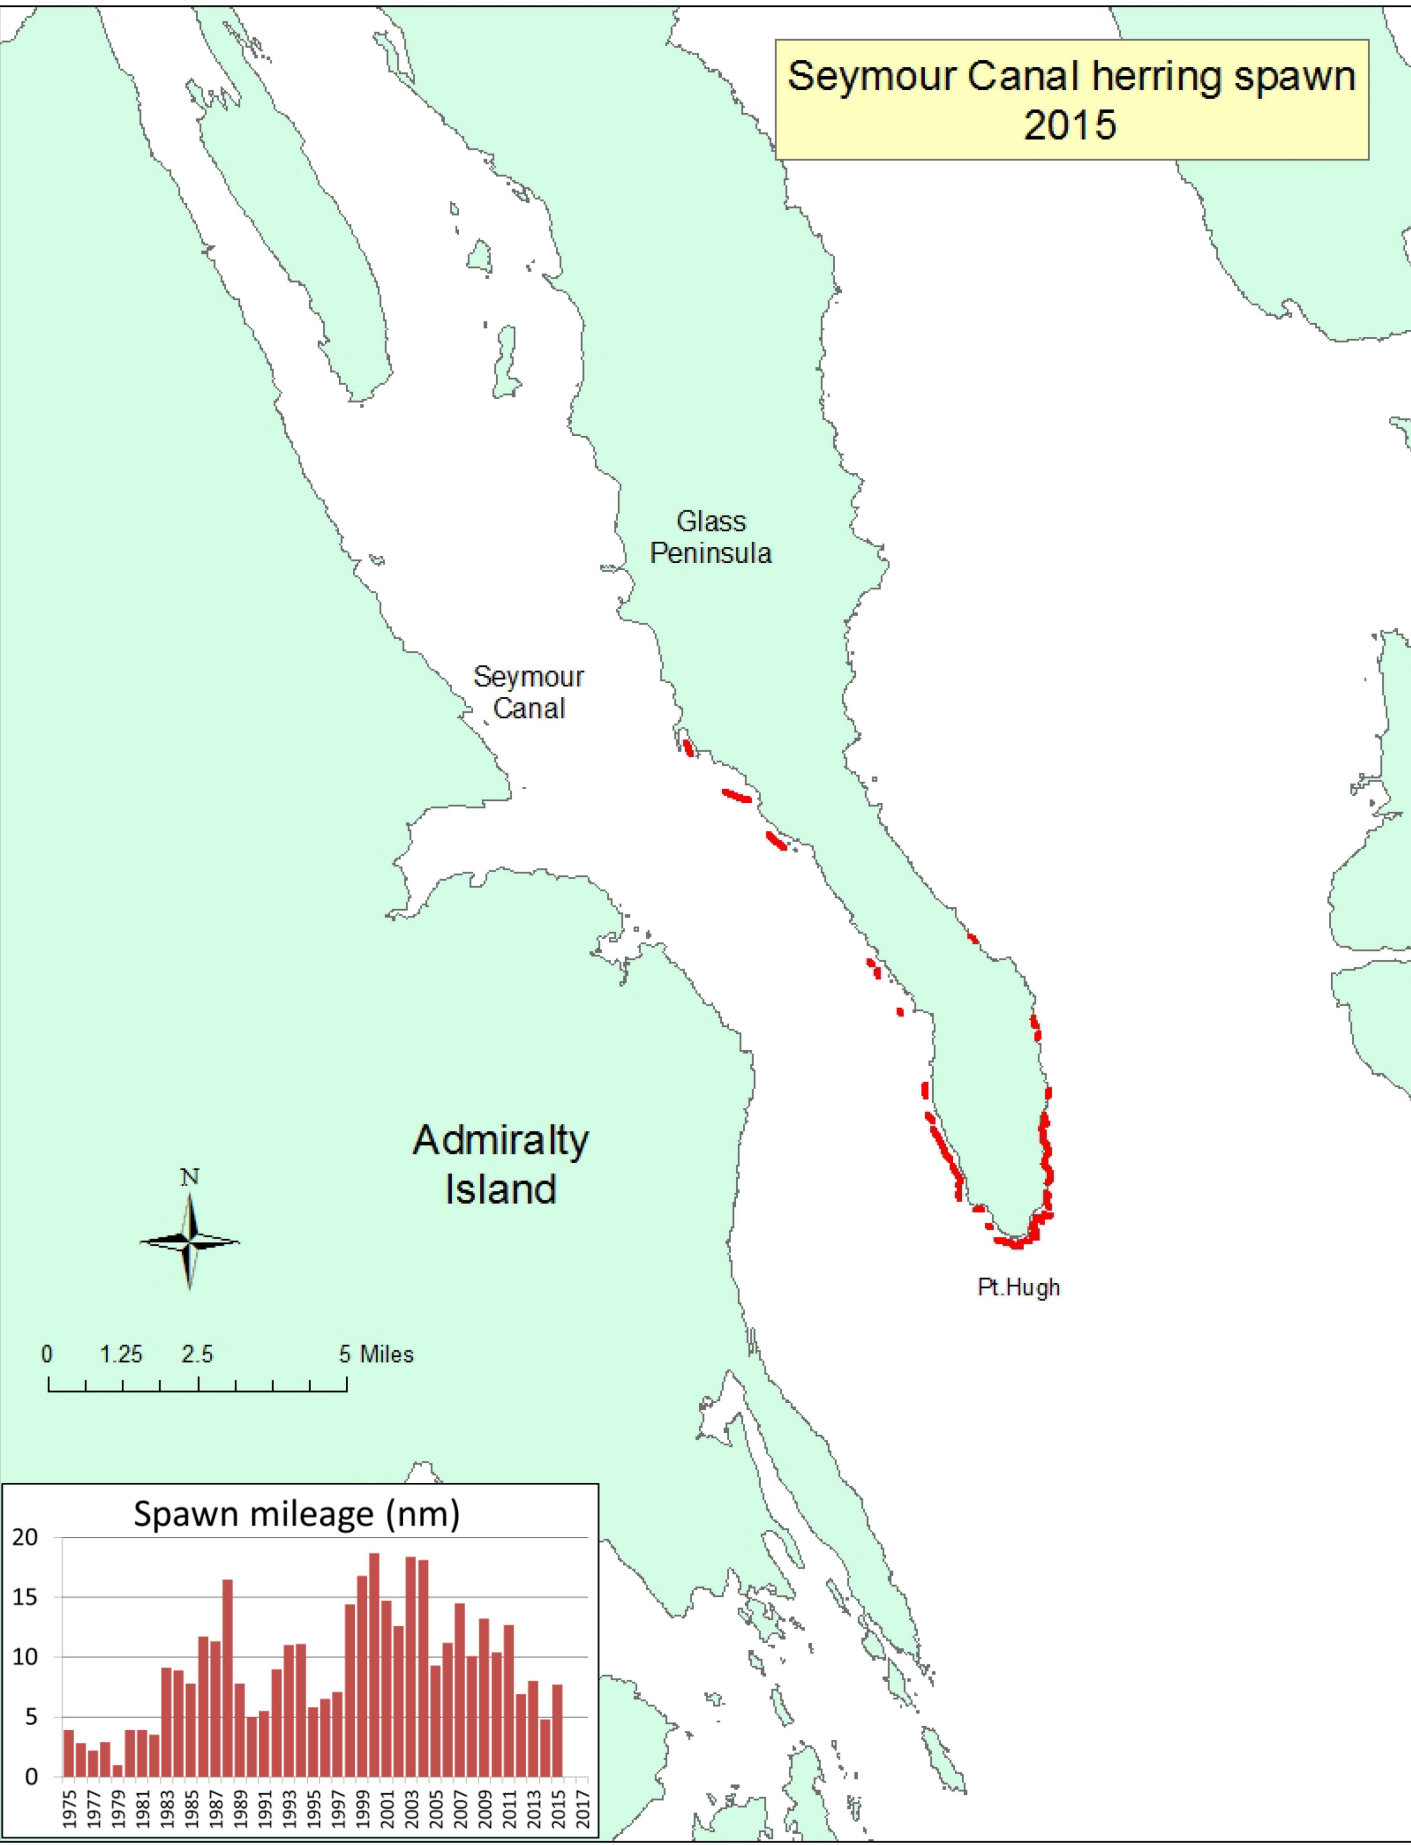 Seymour Canal herring spawn
2015
Glass
Peninsula
Seymour
Canal
Admiralty
Island
N
Pt.Hugh
0 1.25 2.5 5 Miles
Spawn mileage (nm)
20
15
10
5
0
1975 1977 1979 1981 1983 1985 1987 1989 1991 1993 1995 1997 1999 2001 2003 2005 2007 2009 2011 2013 2015 2017